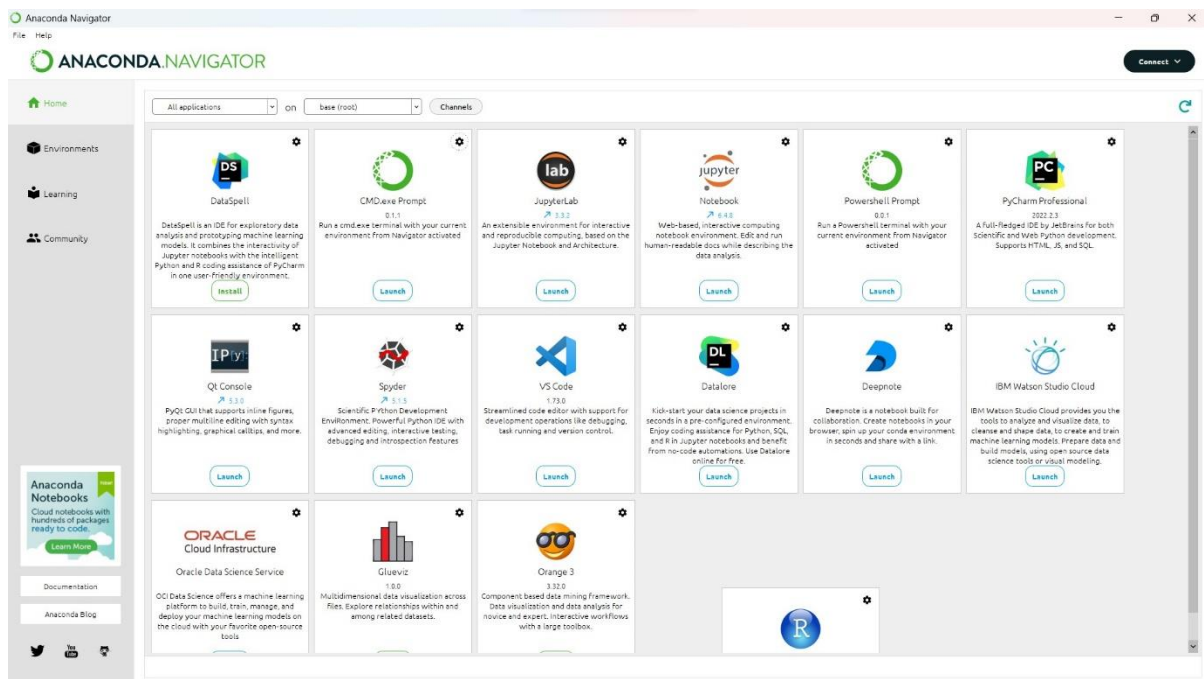 Anaconda Navigator
File Help
ANACONDA.NAVIGATOR
Connect
Home
All applications on base (root) Channels
Environments
Learning
Community
DS
DataSpell
DataSpell is an IDE for exploratory data
analysis and prototyping machine learning
models. It combines the interactivity of
Jupyter notebooks with the intelligent
Python and R coding assistance of PyCharm
in one user-friendly environment.
Install
CMD.exe Prompt
0.1.1
Run a cmd.exe terminal with your current
environment from Navigator activated
Launch
lab
JupyterLab
3.3.2
An extensible environment for interactive
and reproducible computing, based on the
Jupyter Notebook and Architecture.
Launch
jupyter
Notebook
6.4.8
Web-based, interactive computing
notebook environment. Edit and run
human-readable docs while describing the
data analysis.
Launch
Powershell Prompt
0.0.1
Run a Powershell terminal with your
current environment from Navigator
activated
Launch
PC
PyCharm Professional
2022.2.3
A full-fledged IDE by JetBrains for both
Scientific and Web Python development.
Supports HTML, JS, and SQL.
Launch
IP[y]:
Qt Console
5.3.0
PyQt GUI that supports inline figures,
proper multiline editing with syntax
highlighting, graphical calltips, and more.
Launch
Spyder
5.1.5
Scientific PYthon Development
EnviRonment. Powerful Python IDE with
advanced editing, interactive testing,
debugging and introspection features
Launch
VS Code
1.73.0
Streamlined code editor with support for
development operations like debugging,
task running and version control.
Launch
DL
Datalore
Kick-start your data science projects in
seconds in a pre-configured environment.
Enjoy coding assistance for Python, SQL,
and R in Jupyter notebooks and benefit
from no-code automations. Use Datalore
online for free.
Launch
Deepnote
Deepnote is a notebook built for
collaboration. Create notebooks in your
browser, spin up your conda environment
in seconds and share with a link.
Launch
IBM Watson Studio Cloud
IBM Watson Studio Cloud provides you the
tools to analyze and visualize data, to
cleanse and shape data, to create and train
machine learning models. Prepare data and
build models, using open source data
science tools or visual modeling.
Launch
ORACLE
Cloud Infrastructure
Oracle Data Science Service
OCI Data Science offers a machine learning
platform to build, train, manage, and
deploy your machine learning models on
the cloud with your favorite open-source
tools
Glueviz
1.0.0
Multidimensional data visualization across
files. Explore relationships within and
among related datasets.
Orange 3
3.32.0
Component based data mining framework.
Data visualization and data analysis for
novice and expert. Interactive workflows
with a large toolbox.
R
Anaconda
Notebooks
Cloud notebooks with
hundreds of packages
ready to code.
Learn More
Documentation
Anaconda Blog
You
Tube